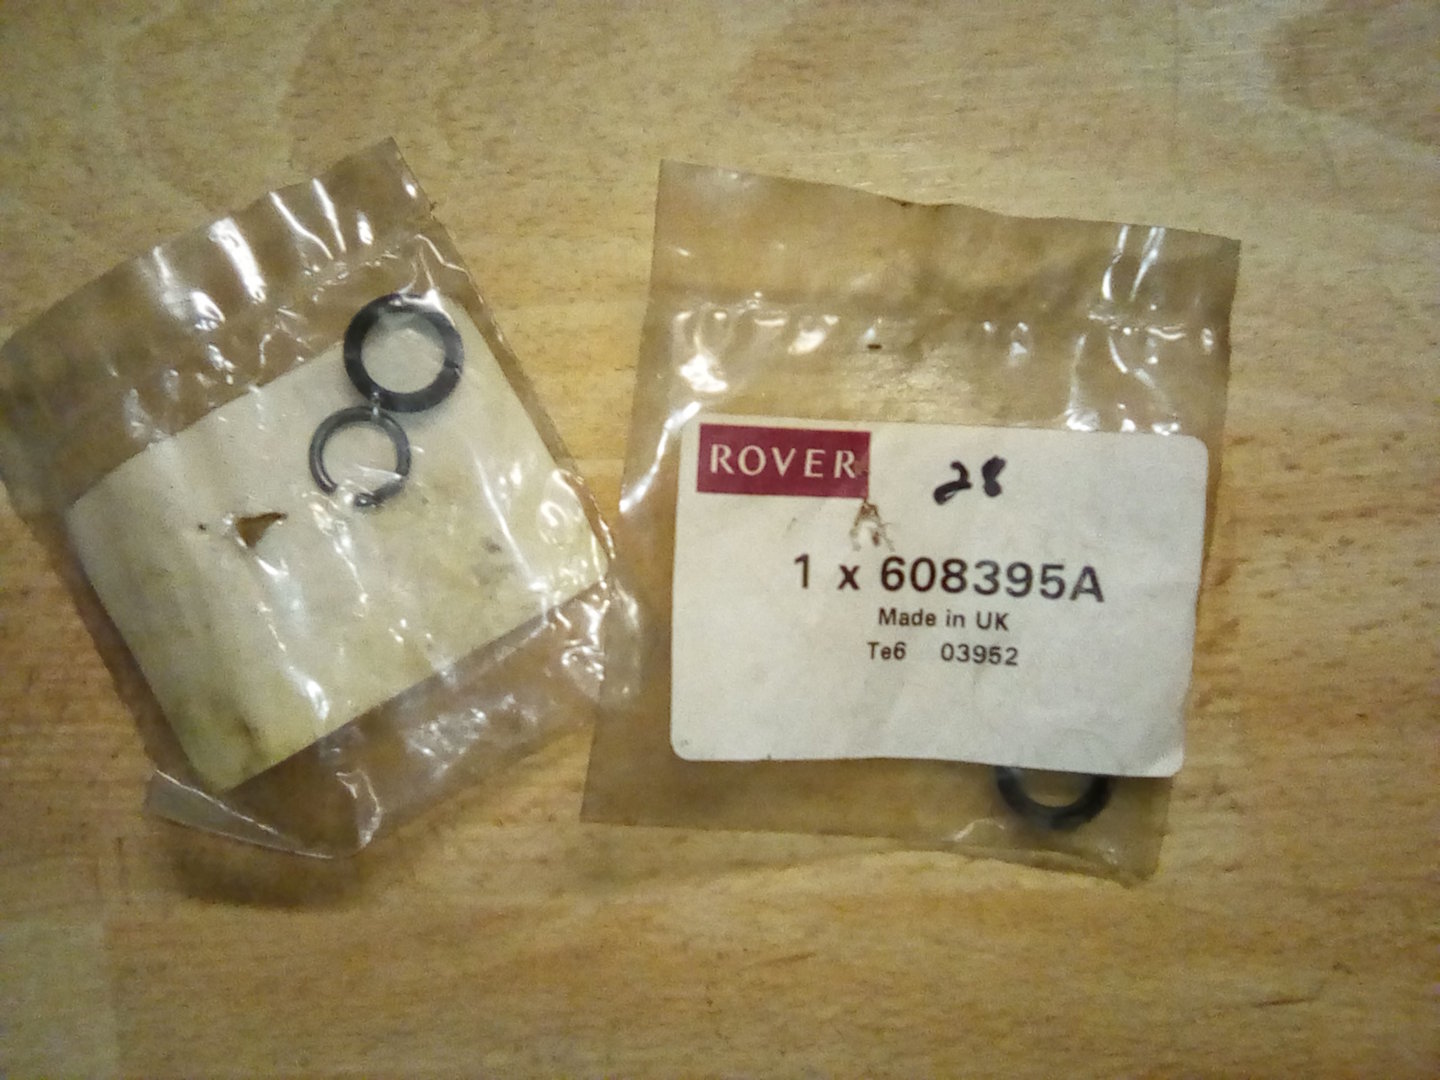 ROVER
28
1 x 608395A
Made in UK
Te6 03952